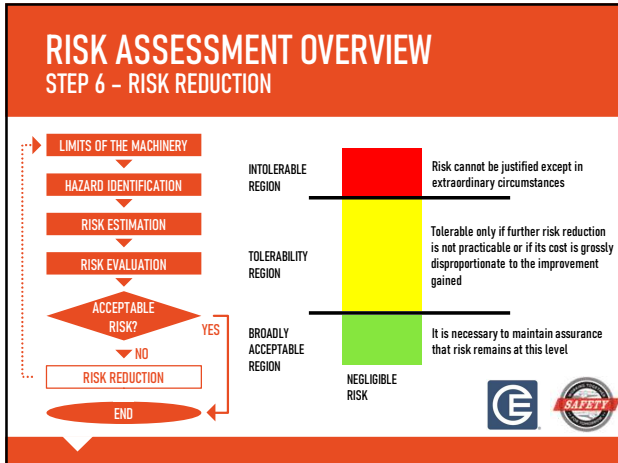 RISK ASSESSMENT OVERVIEW
STEP 6 – RISK REDUCTION
LIMITS OF THE MACHINERY
HAZARD IDENTIFICATION
RISK ESTIMATION
RISK EVALUATION
ACCEPTABLE
RISK?
YES
NO
RISK REDUCTION
END
INTOLERABLE
REGION
Risk cannot be justified except in
extraordinary circumstances
TOLERABILITY
REGION
Tolerable only if further risk reduction
is not practicable or if its cost is grossly
disproportionate to the improvement
gained
BROADLY
ACCEPTABLE
REGION
It is necessary to maintain assurance
that risk remains at this level
NEGLIGIBLE
RISK
SAFETY